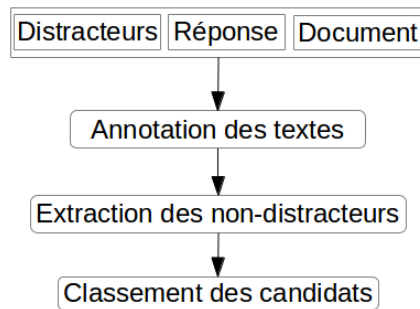 Distracteurs Réponse Document
Annotation des textes
Extraction des non-distracteurs
Classement des candidats